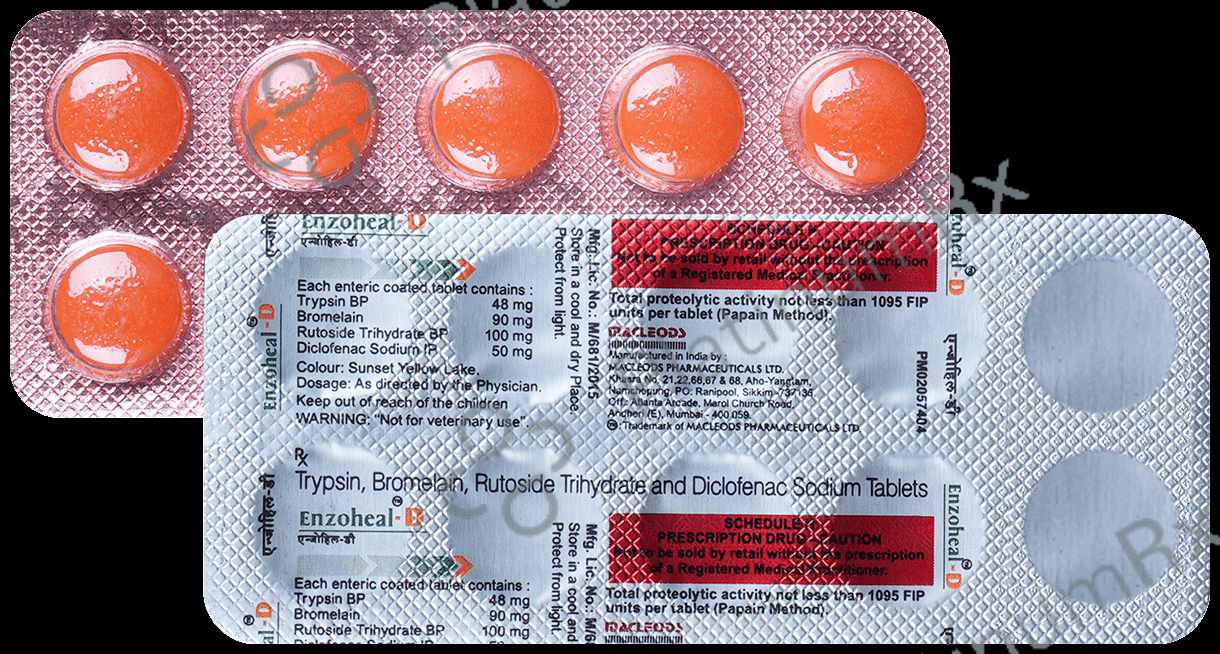 Enzoheal-D
एन्जोहिल-डी
Each enteric coated tablet contains :
Trypsin BP 48 mg
Bromelain 90 mg
Rutoside Trihydrate BP 100 mg
Diclofenac Sodium IP 50 mg
Colour: Sunset Yellow Lake.
Dosage: As directed by the Physician.
Keep out of reach of the children
WARNING: "Not for veterinary use".
Mfg. Lic. No.: M/681/2015
Store in a cool and dry Place.
Protect from light.
SCHEDULE H
PRESCRIPTION DRUG -CAUTION
Not to be sold by retail without the prescription
of a Registered Medical Practitioner.
Total proteolytic activity not less than 1095 FIP
units per tablet (Papain Method).
MACLEODS
Manufactured in India by :
MACLEODS PHARMACEUTICALS LTD.
Khasra No. 21,22,66,67 & 68, Aho-Yangtam,
Namchepung, PO: Ranipool, Sikkim -737135
Off.: Atlanta Arcade, Marol Church Road,
Andheri (E), Mumbai - 400 059.
: Trademark of MACLEODS PHARMACEUTICALS LTD.
Enzoheal-D
एन्जोहिल-डी
Enzoheal-D
एन्जोहिल-डी
PM02057404
Rx
Trypsin, Bromelain, Rutoside Trihydrate and Diclofenac Sodium Tablets
Enzoheal-D
एन्जोहिल-डी
Each enteric coated tablet contains :
Trypsin BP 48 mg
Bromelain 90 mg
Rutoside Trihydrate BP 100 mg
Diclofenac Sodium IP
Mfg. Lic. No.: M/6
Store in a cool and
Protect from light.
SCHEDULE H
PRESCRIPTION DRUG -CAUTION
Not to be sold by retail without the prescription
of a Registered Medical Practitioner.
Total proteolytic activity not less than 1095 FIP
units per tablet (Papain Method).
MACLEODS
एन्जोहिल-डी
Enzoheal-D
Enzoheal-D
PlatinumRx